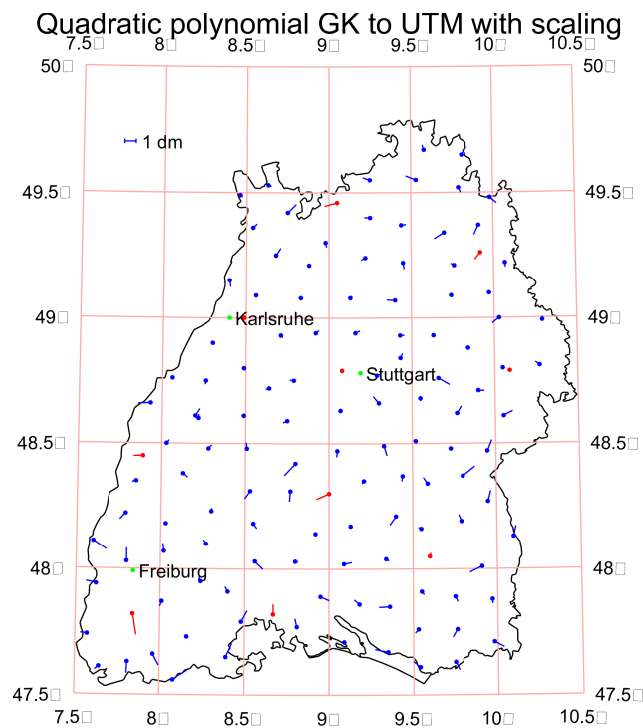 Quadratic polynomial GK to UTM with scaling
7.5□ 8□ 8.5□ 9□ 9.5□ 10□ 10.5□
50□ 50□
1 dm
49.5□ 49.5□
49□ Karlsruhe 49□
Stuttgart
48.5□ 48.5□
48□ Freiburg 48□
47.5□ 47.5□
7.5□ 8□ 8.5□ 9□ 9.5□ 10□ 10.5□